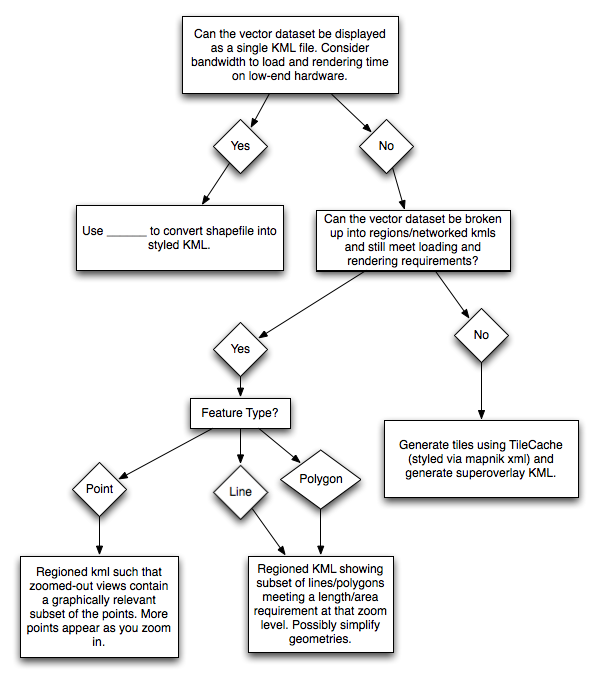 Can the vector dataset be displayed
as a single KML file. Consider
bandwidth to load and rendering time
on low-end hardware.
Yes
No
Use _______ to convert shapefile into
styled KML.
Can the vector dataset be broken
up into regions/networked kmls
and still meet loading and
rendering requirements?
Yes
No
Feature Type?
Generate tiles using TileCache
(styled via mapnik xml) and
generate superoverlay KML.
Point
Line
Polygon
Regioned kml such that
zoomed-out views contain
a graphically relevant
subset of the points. More
points appear as you zoom
in.
Regioned KML showing
subset of lines/polygons
meeting a length/area
requirement at that zoom
level. Possibly simplify
geometries.